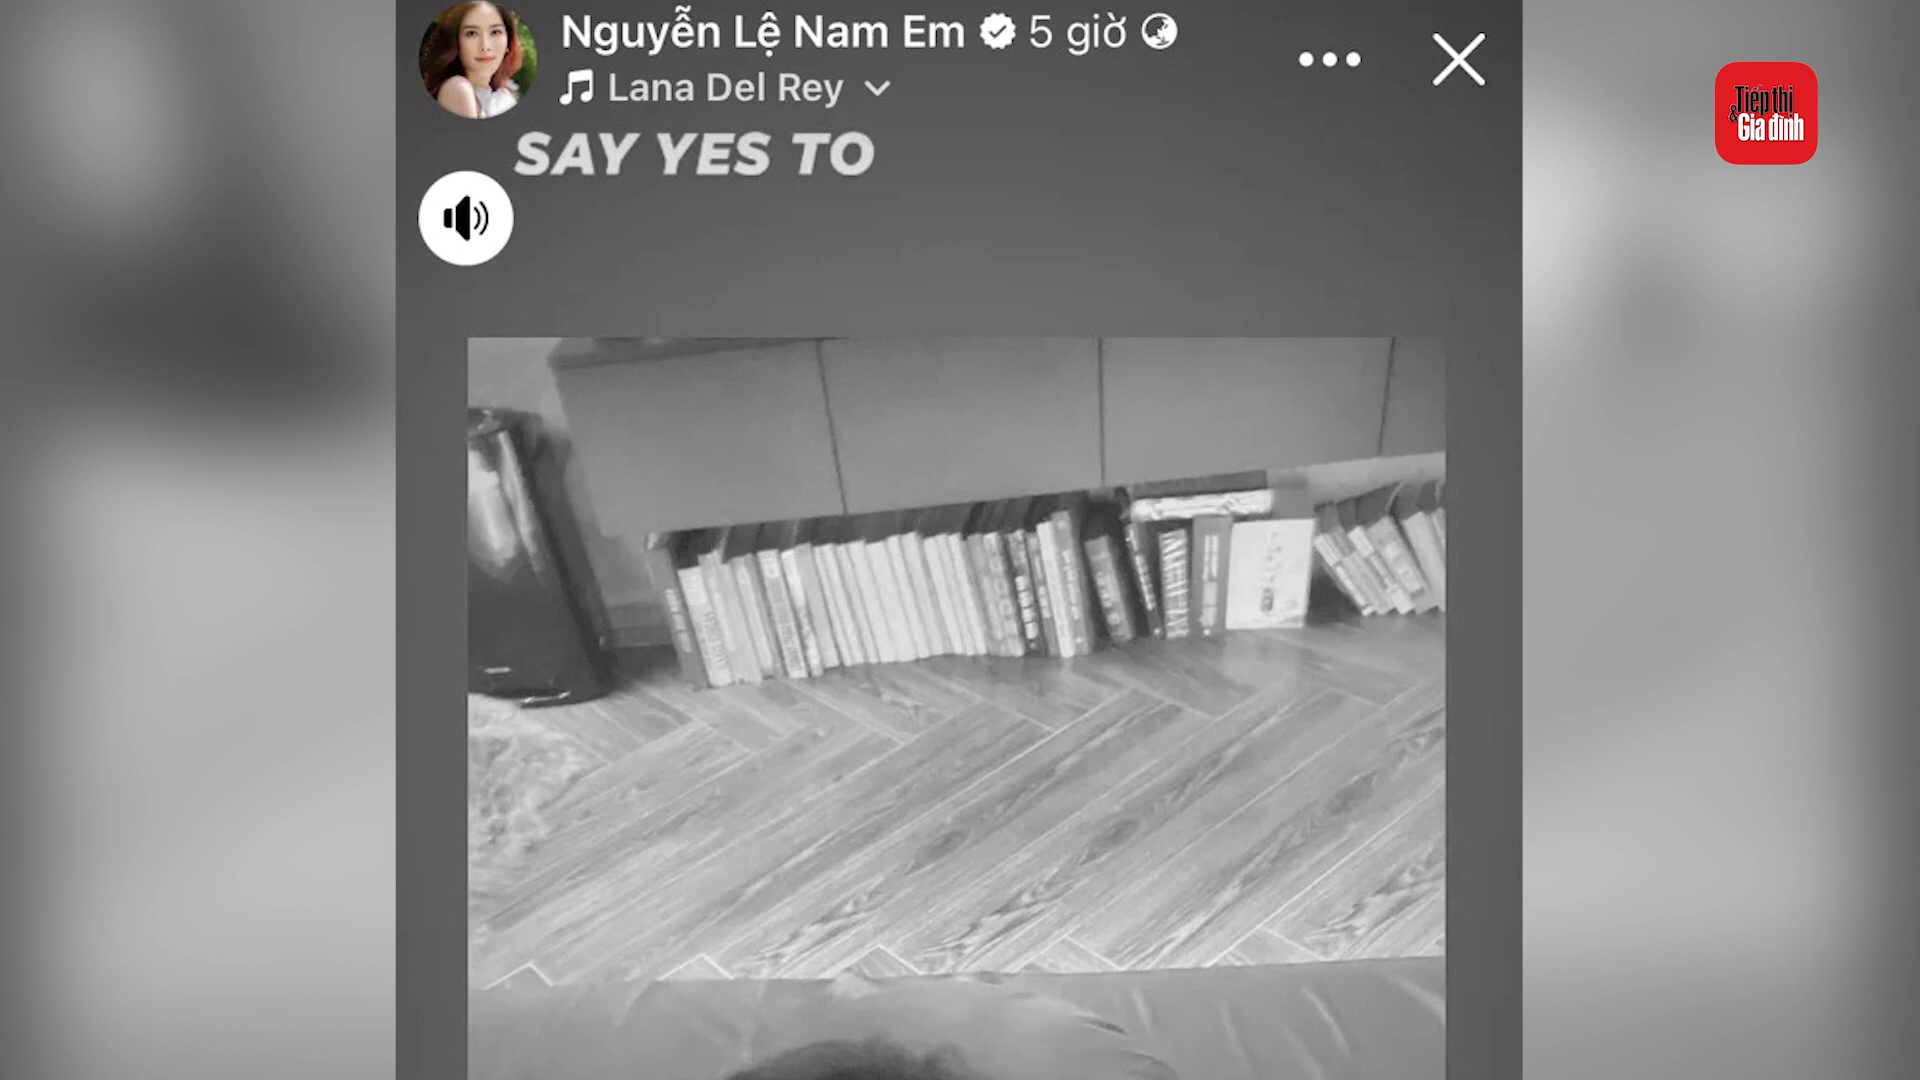 Nguyễn Lệ Nam Em 5 giờ
Lana Del Rey
SAY YES TO
Tiếp thị
& Gia đình